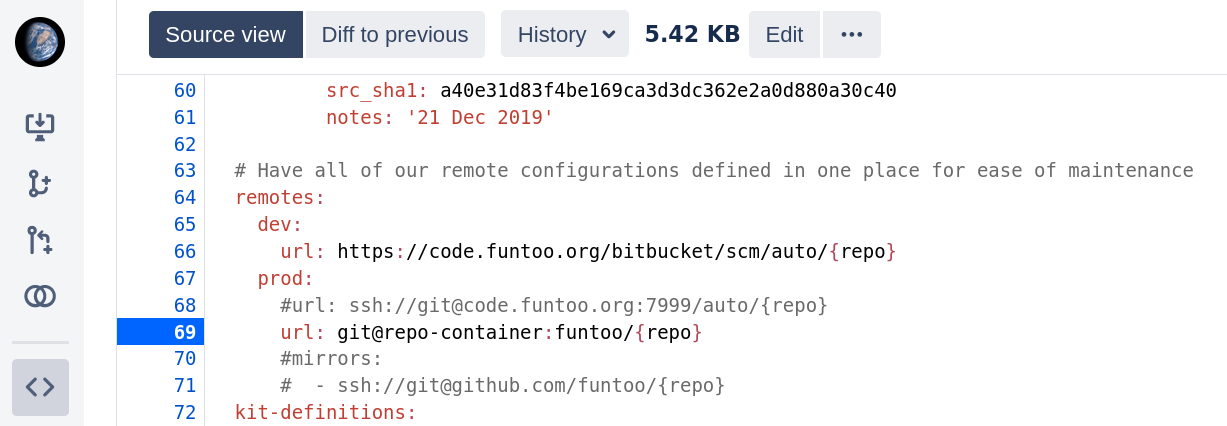 Source view Diff to previous History 5.42 KB Edit
60         src_sha1: a40e31d83f4be169ca3d3dc362e2a0d880a30c40
61         notes: '21 Dec 2019'
62
63 # Have all of our remote configurations defined in one place for ease of maintenance
64 remotes:
65   dev:
66     url: https://code.funtoo.org/bitbucket/scm/auto/{repo}
67   prod:
68     #url: ssh://git@code.funtoo.org:7999/auto/{repo}
69     url: git@repo-container:funtoo/{repo}
70     #mirrors:
71     #  - ssh://git@github.com/funtoo/{repo}
72 kit-definitions: